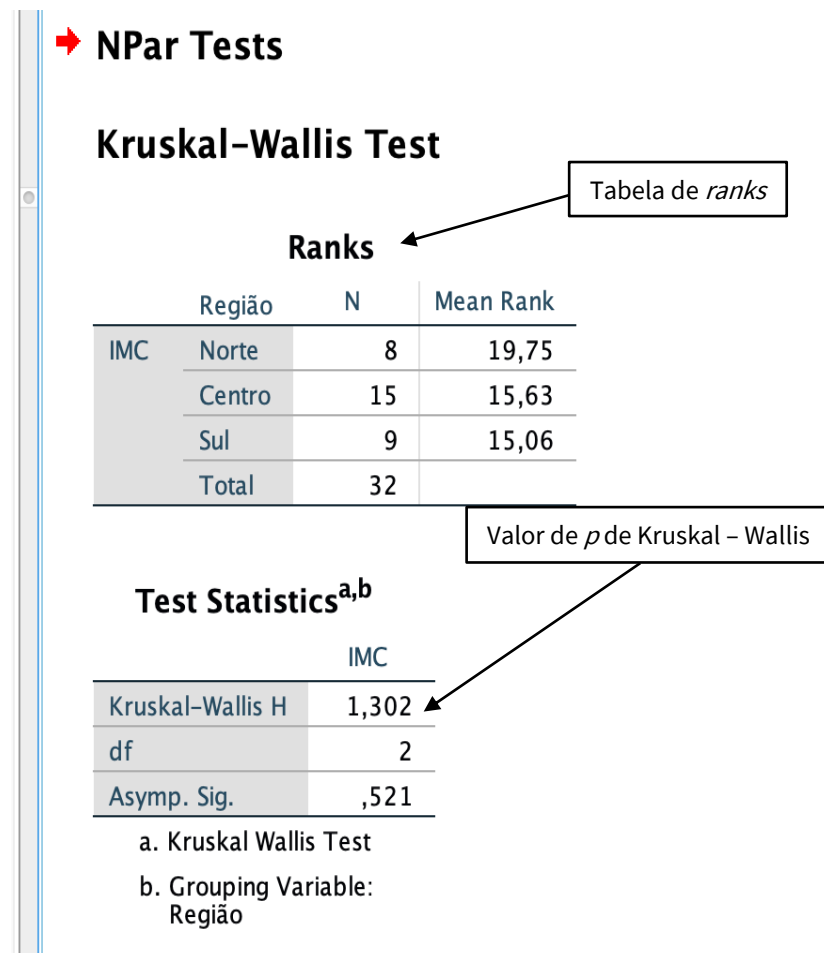 NPar Tests
Kruskal-Wallis Test
Tabela de ranks
Ranks
Região N Mean Rank
IMC Norte 8 19,75
Centro 15 15,63
Sul 9 15,06
Total 32
Valor de p de Kruskal – Wallis
Test Statisticsa,b
IMC
Kruskal-Wallis H 1,302
df 2
Asymp. Sig. ,521
a. Kruskal Wallis Test
b. Grouping Variable:
Região